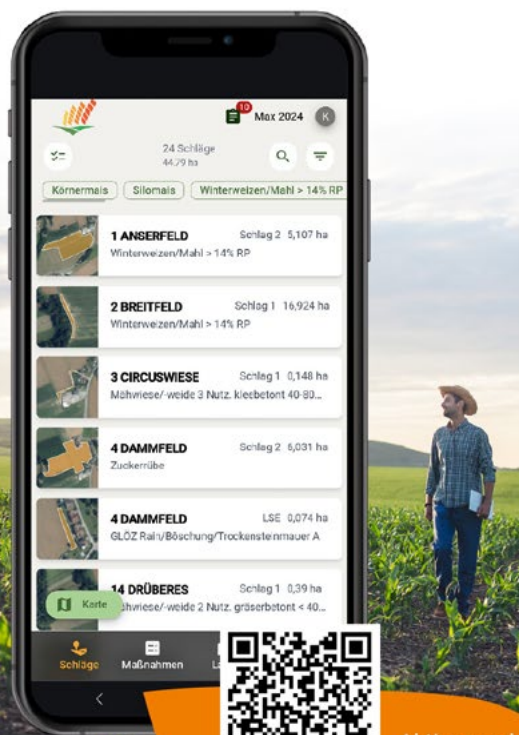 10
Max 2024
K
24 Schläge
44,79 ha
Körnermais
Silomais
Winterweizen/Mahl > 14% RP
1 ANSERFELD Schlag 2 5,107 ha
Winterweizen/Mahl > 14% RP
2 BREITFELD Schlag 1 16,924 ha
Winterweizen/Mahl > 14% RP
3 CIRCUSWIESE Schlag 1 0,148 ha
Mähwiese/-weide 3 Nutz. kleebetont 40-80...
4 DAMMFELD Schlag 2 6,031 ha
Zuckerrübe
4 DAMMFELD LSE 0,074 ha
GLÖZ Rain/Böschung/Trockensteinmauer A
14 DRÜBERES Schlag 1 0,39 ha
Karte
-weide 2 Nutz. gräserbetont < 40...
Schläge
Maßnahmen